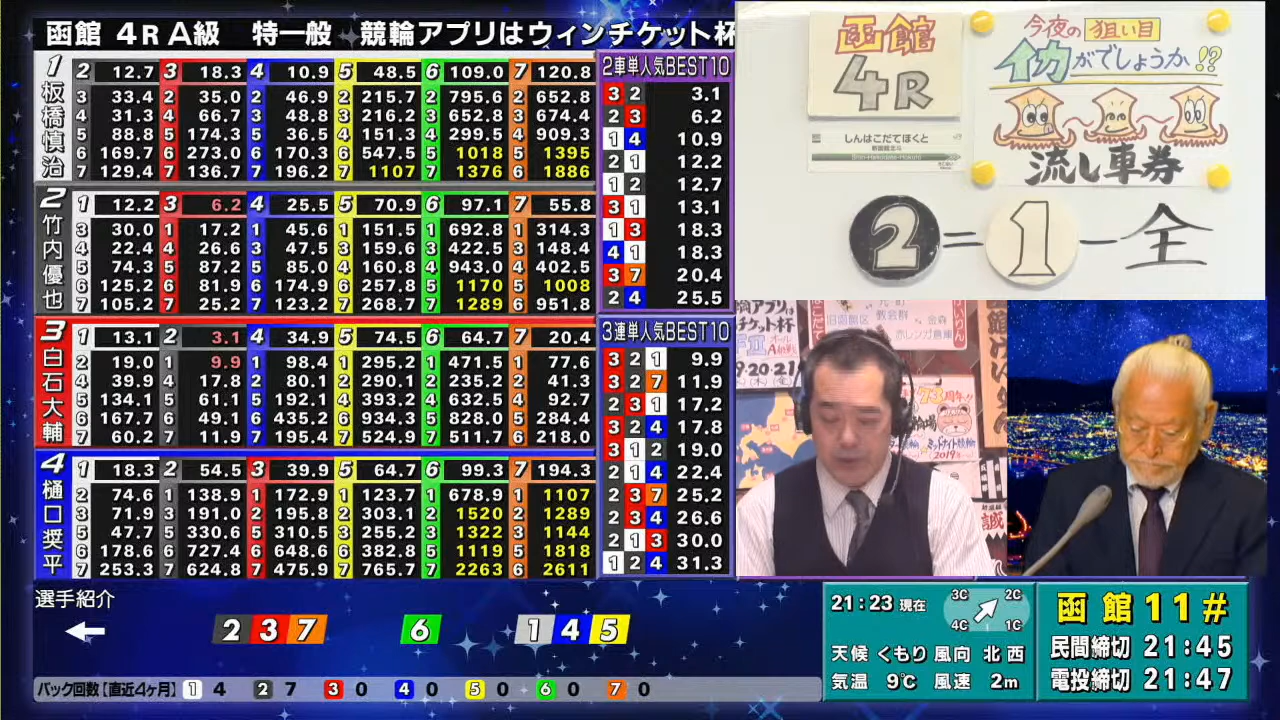 函館 4R A級 特一般 競輪アプリはウィンチケット杯
1 板橋慎治
2 12.7 3 18.3 4 10.9 5 48.5 6 109.0 7 120.8
3 33.4 2 35.0 2 46.9 2 215.7 2 795.6 2 652.8
4 31.3 4 66.7 3 48.8 3 216.2 3 652.8 3 674.4
5 88.8 5 174.3 5 36.5 4 151.3 4 299.5 4 909.3
7 129.4 7 136.7 7 196.2 7 1107 7 1376 6 1886
2 竹内優也
1 12.2 3 6.2 4 25.5 5 70.9 6 97.1 7 55.8
3 30.0 1 17.2 1 45.6 1 151.5 1 692.8 1 314.3
4 22.4 4 26.6 3 47.5 3 159.6 3 422.5 3 148.4
5 74.3 5 87.2 5 85.0 4 160.8 4 943.0 4 402.5
6 125.2 6 81.9 6 174.9 6 257.8 5 1170 5 1008
7 105.2 7 25.2 7 123.2 7 268.7 7 1289 6 951.8
3 白石大輔
1 13.1 2 3.1 4 34.9 5 74.5 6 64.7 7 20.4
2 19.0 1 9.9 1 98.4 1 295.2 1 471.5 1 77.6
4 39.9 4 17.8 2 80.1 2 290.1 2 235.2 2 41.3
5 134.1 5 61.1 5 192.1 4 393.2 4 632.5 4 92.7
6 167.7 6 49.1 6 435.2 6 934.3 5 828.0 5 284.4
7 60.2 7 11.9 7 195.4 7 524.9 7 511.7 6 218.0
4 樋口奨平
1 18.3 2 54.5 3 39.9 5 64.7 6 99.3 7 194.3
2 74.6 1 138.9 1 172.9 1 123.7 1 678.9 1 1107
3 71.9 3 191.0 2 195.8 2 303.1 2 1520 2 1289
5 47.7 5 330.6 5 310.5 3 255.2 3 1322 3 1144
6 178.6 6 727.4 6 648.6 6 382.8 5 1119 5 1818
7 253.3 7 624.8 7 475.9 7 765.7 7 2263 6 2611
2車単人気BEST10
3 2 3.1
2 3 6.2
1 4 10.9
2 1 12.2
1 2 12.7
3 1 13.1
1 3 18.3
4 1 18.3
3 7 20.4
2 4 25.5
3連単人気BEST10
3 2 1 9.9
3 2 7 11.9
2 3 1 17.2
3 2 4 17.8
3 1 2 19.0
2 1 4 22.4
2 3 7 25.2
2 3 4 26.6
2 1 3 30.0
1 2 4 31.3
函館
4R
しんはこだてほくと
Shin-Hakodate-Hokuto
今夜の 狙い目
イカがでしょうか!?
流し車券
2=1-全
選手紹介
← 2 3 7 6 1 4 5
バック回数【直近4ヶ月】 1 4 2 7 3 0 4 0 5 0 6 0 7 0
21:23 現在
3C 2C
4C 1C
天候 くもり 風向 北西
気温 9℃ 風速 2m
函館11#
民間締切 21:45
電投締切 21:47